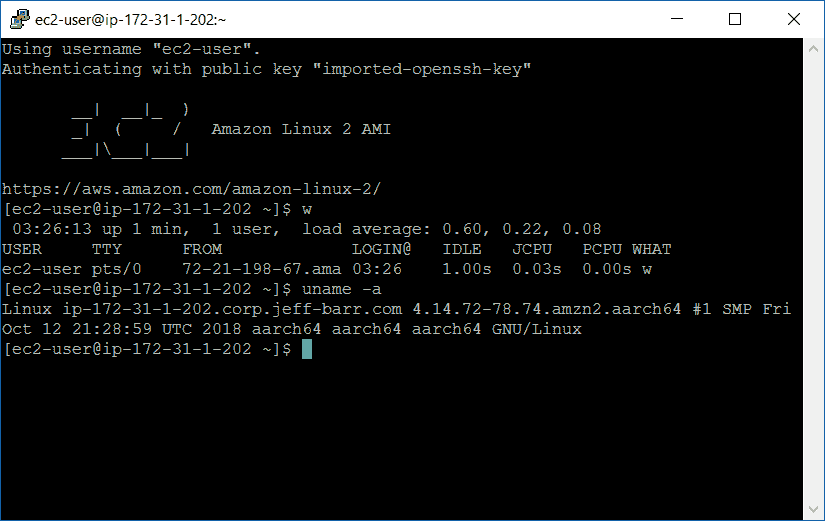 ec2-user@ip-172-31-1-202:~
Using username "ec2-user".
Authenticating with public key "imported-openssh-key"
       __|  __|_  )
       _|  (     /   Amazon Linux 2 AMI
      ___|\___|___|
https://aws.amazon.com/amazon-linux-2/
[ec2-user@ip-172-31-1-202 ~]$ w
 03:26:13 up 1 min,  1 user,  load average: 0.60, 0.22, 0.08
USER     TTY      FROM             LOGIN@   IDLE   JCPU   PCPU WHAT
ec2-user pts/0    72-21-198-67.ama 03:26    1.00s  0.03s  0.00s w
[ec2-user@ip-172-31-1-202 ~]$ uname -a
Linux ip-172-31-1-202.corp.jeff-barr.com 4.14.72-78.74.amzn2.aarch64 #1 SMP Fri
Oct 12 21:28:59 UTC 2018 aarch64 aarch64 aarch64 GNU/Linux
[ec2-user@ip-172-31-1-202 ~]$